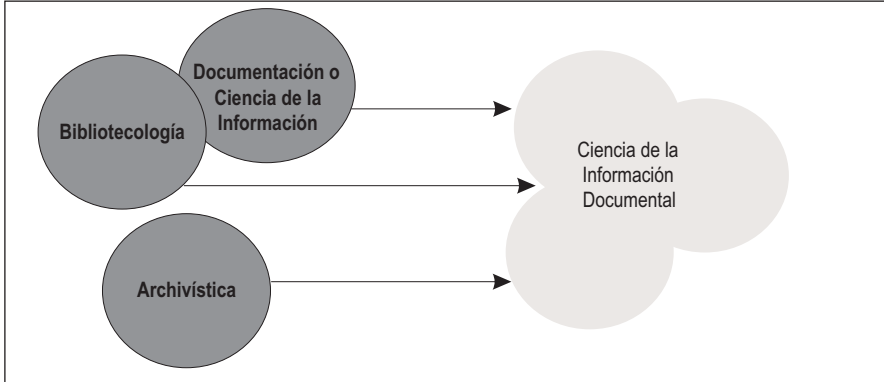 Documentación o
Ciencia de la
Información
Bibliotecología
Archivística
Ciencia de la
Información
Documental